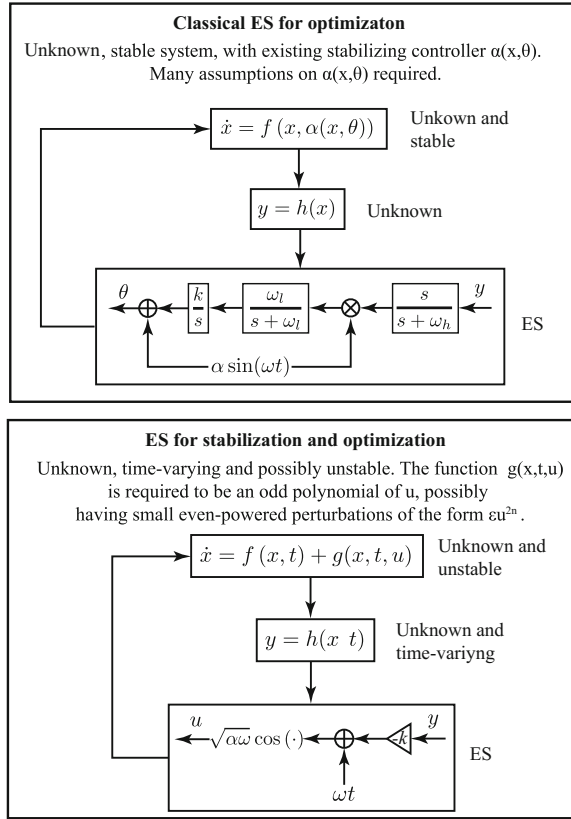 Classical ES for optimizaton
Unknown, stable system, with existing stabilizing controller α(x,θ).
Many assumptions on α(x,θ) required.
ẋ = f (x, α(x, θ))
Unkown and
stable
y = h(x)
Unknown
θ
k/s
ω_l/(s + ω_l)
s/(s + ω_h)
y
ES
α sin(ωt)
ES for stabilization and optimization
Unknown, time-varying and possibly unstable. The function g(x,t,u)
is required to be an odd polynomial of u, possibly
having small even-powered perturbations of the form εu²ⁿ.
ẋ = f (x, t) + g(x, t, u)
Unknown and
unstable
y = h(x t)
Unknown and
time-variyng
u
√αω cos (·)
-k
y
ES
ωt